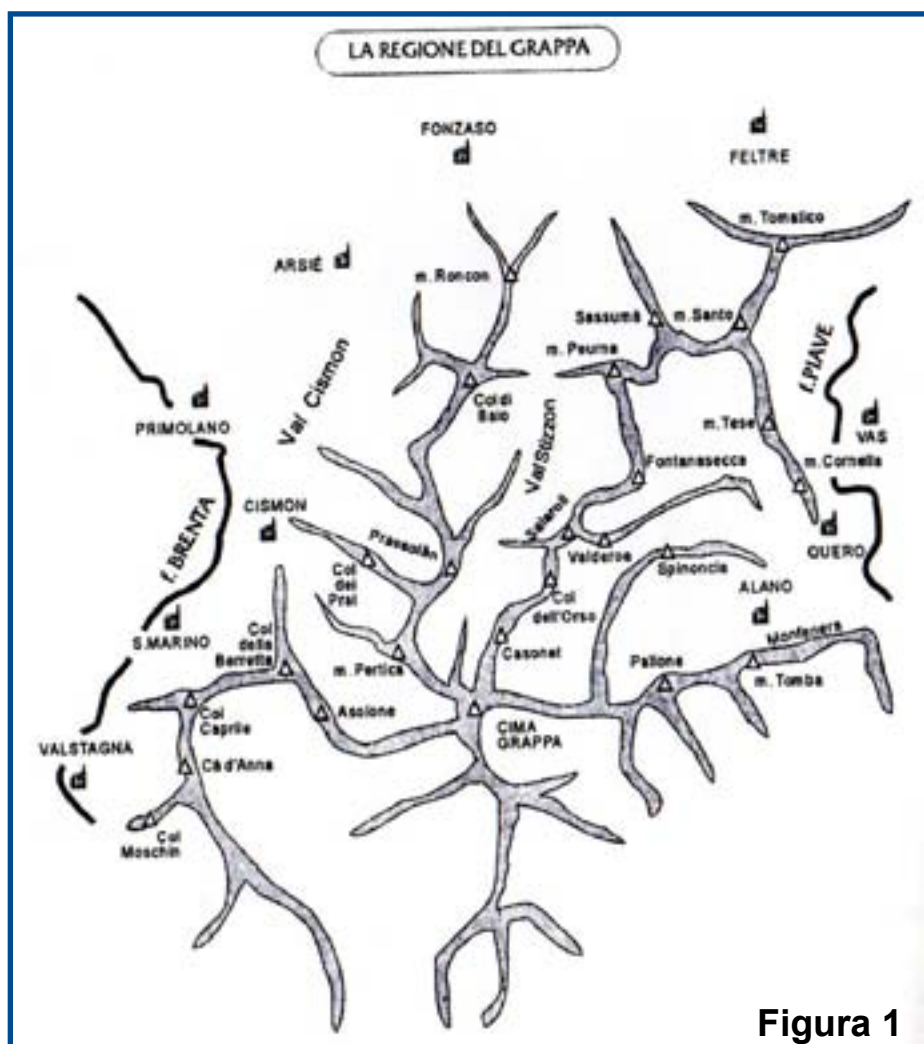 LA REGIONE DEL GRAPPA
FONZASO
FELTRE
m. Tomatico
ARSIÉ
m. Roncon
Sassumà
m. Santo
m. Peurna
f. PIAVE
Col di
Baio
Val Cismon
PRIMOLANO
m. Tese
VAS
Val Stizzon
Fontanasecca
m. Cornella
CISMON
f. BRENTA
Prassolàn
Salarol
Valderoa
Spinoncia
QUERO
Col
dei
Prai
Col
dell'Orso
ALANO
S. MARINO
Col
della
Berretta
m. Pertica
Casonet
Pallone
Monfenera
m. Tomba
Col
Caprile
Asolone
CIMA
GRAPPA
VALSTAGNA
Cà d'Anna
Col
Moschin
Figura 1